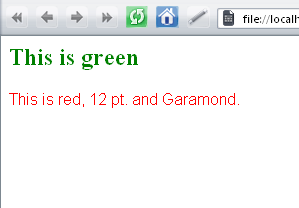 file://localh
This is green
This is red, 12 pt. and Garamond.